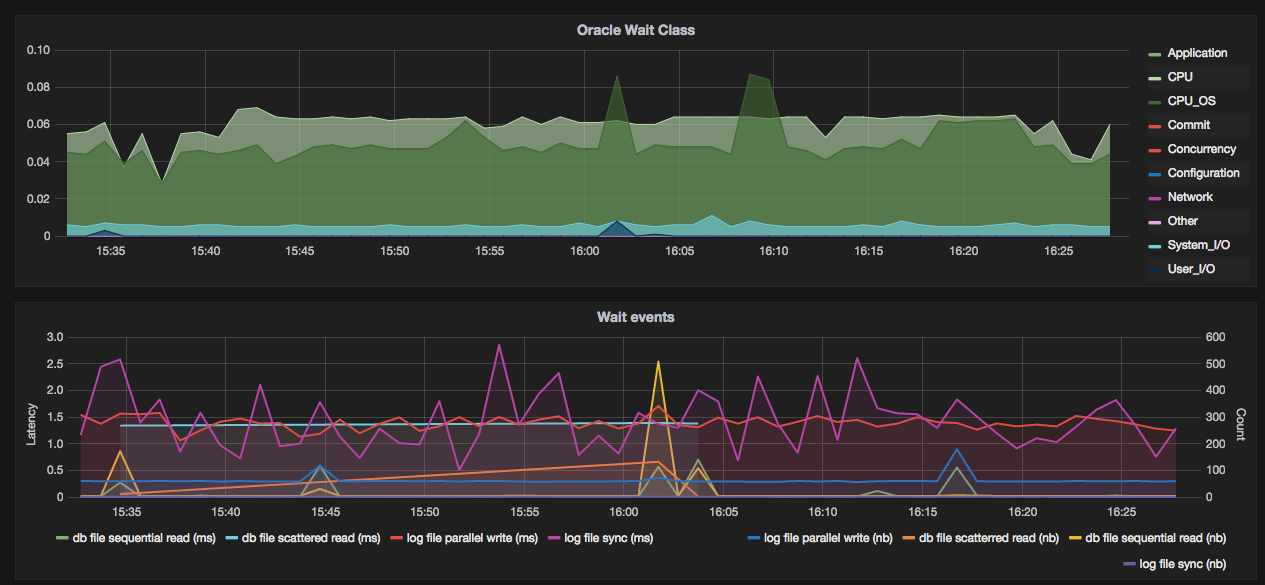 Oracle Wait Class
0.10
0.08
0.06
0.04
0.02
0
15:35 15:40 15:45 15:50 15:55 16:00 16:05 16:10 16:15 16:20 16:25
Application
CPU
CPU_OS
Commit
Concurrency
Configuration
Network
Other
System_I/O
User_I/O
Wait events
Latency
3.0
2.5
2.0
1.5
1.0
0.5
0
600
500
400
300
200
100
0
Count
15:35 15:40 15:45 15:50 15:55 16:00 16:05 16:10 16:15 16:20 16:25
db file sequential read (ms) db file scattered read (ms) log file parallel write (ms) log file sync (ms) log file parallel write (nb) db file scatterred read (nb) db file sequential read (nb)
log file sync (nb)